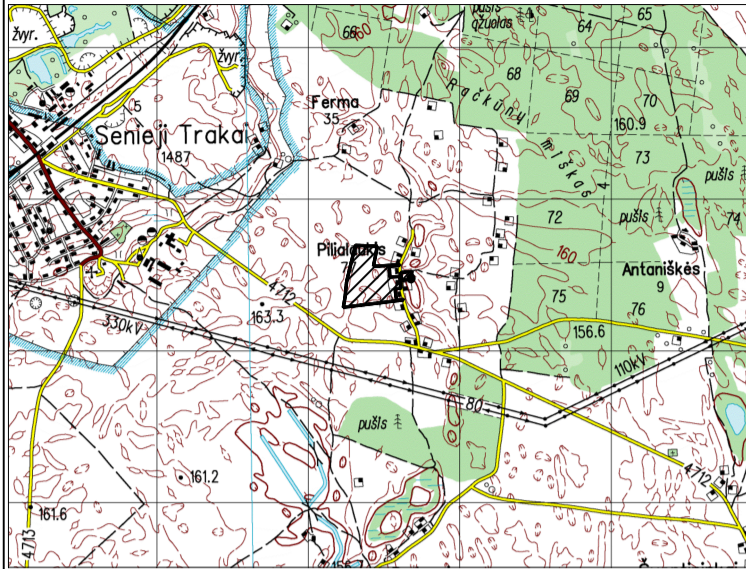 žvyr.
žvyr.
66
pušis
ąžuolas
64
65
68
69
70
Ferma
35
Račkūnų miškas
160.9
5
Senieji Trakai
1487
73
pušis
4
72
pušis
74
160
Antaniškės
9
75
76
4712
163.3
330kV
156.6
110kV
80
pušis
161.2
4712
161.6
4713